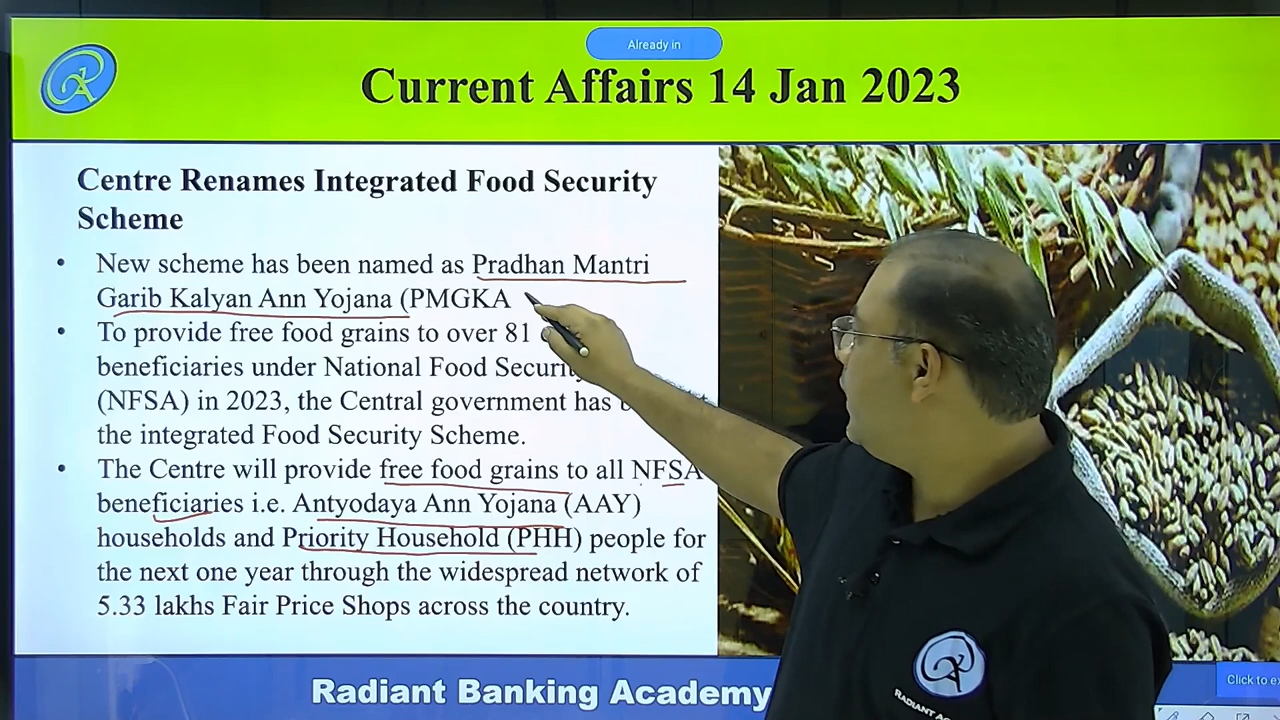 Already in
Current Affairs 14 Jan 2023
Centre Renames Integrated Food Security
Scheme
• New scheme has been named as Pradhan Mantri
Garib Kalyan Ann Yojana (PMGKA
• To provide free food grains to over 81
beneficiaries under National Food
(NFSA) in 2023, the Central government has
the integrated Food Security Scheme.
• The Centre will provide free food grains to all NFSA
beneficiaries i.e. Antyodaya Ann Yojana (AAY)
households and Priority Household (PHH) people for
the next one year through the widespread network of
5.33 lakhs Fair Price Shops across the country.
Radiant Banking Academy
Click to
RADIANT